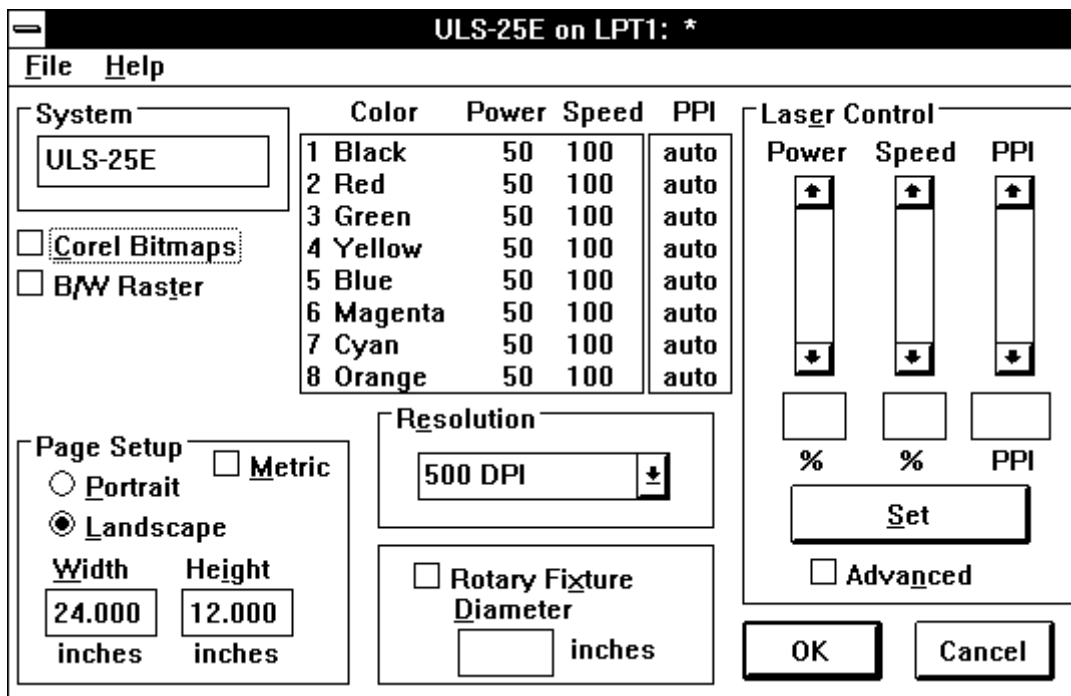 ULS-25E on LPT1: *
File Help
System
ULS-25E
Corel Bitmaps
B/W Raster
Color Power Speed PPI
1 Black 50 100 auto
2 Red 50 100 auto
3 Green 50 100 auto
4 Yellow 50 100 auto
5 Blue 50 100 auto
6 Magenta 50 100 auto
7 Cyan 50 100 auto
8 Orange 50 100 auto
Laser Control
Power Speed PPI
% % PPI
Set
Advanced
Page Setup
Metric
Portrait
Landscape
Width Height
24.000 12.000
inches inches
Resolution
500 DPI
Rotary Fixture
Diameter
inches
OK Cancel